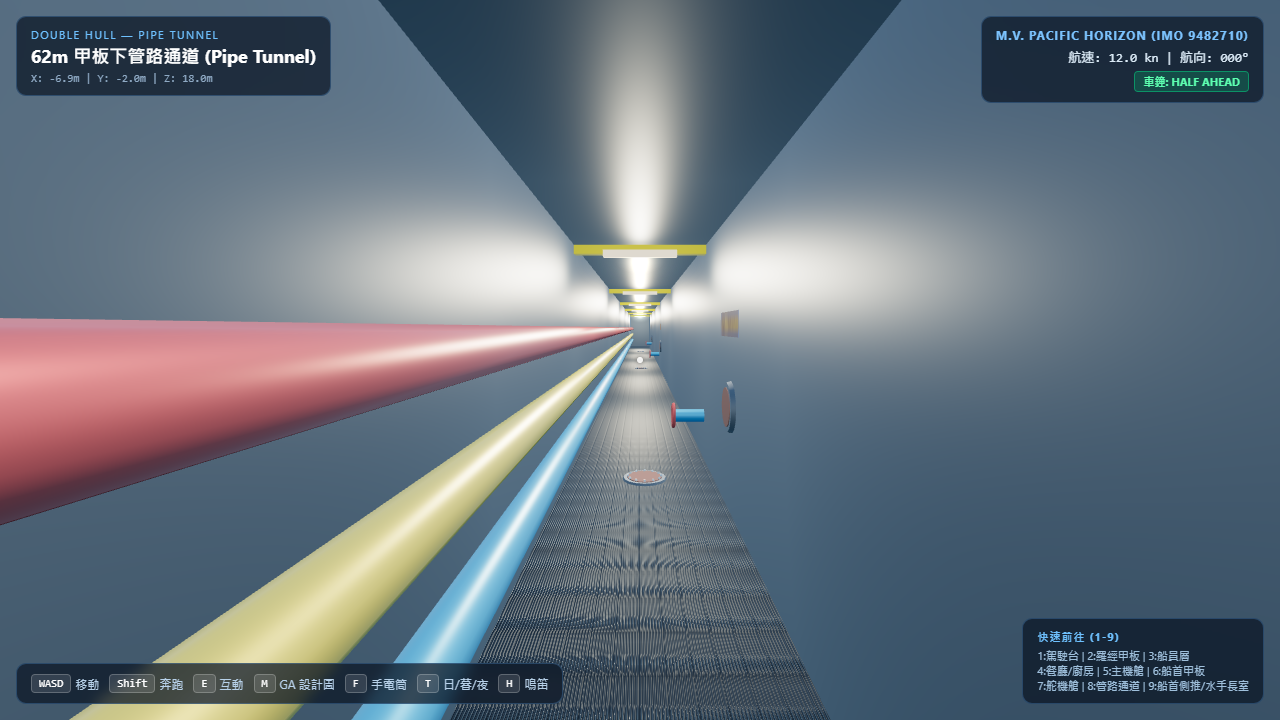 DOUBLE HULL — PIPE TUNNEL
62m 甲板下管路通道 (Pipe Tunnel)
X: -6.9m | Y: -2.0m | Z: 18.0m
M.V. PACIFIC HORIZON (IMO 9482710)
航速: 12.0 kn | 航向: 000°
車鐘: HALF AHEAD
WASD 移動 Shift 奔跑 E 互動 M GA 設計圖 F 手電筒 T 日/暮/夜 H 鳴笛
快速前往 (1-9)
1:駕駛台 | 2:羅經甲板 | 3:船員層
4:餐廳/廚房 | 5:主機艙 | 6:船首甲板
7:舵機艙 | 8:管路通道 | 9:船首側推/水手長室